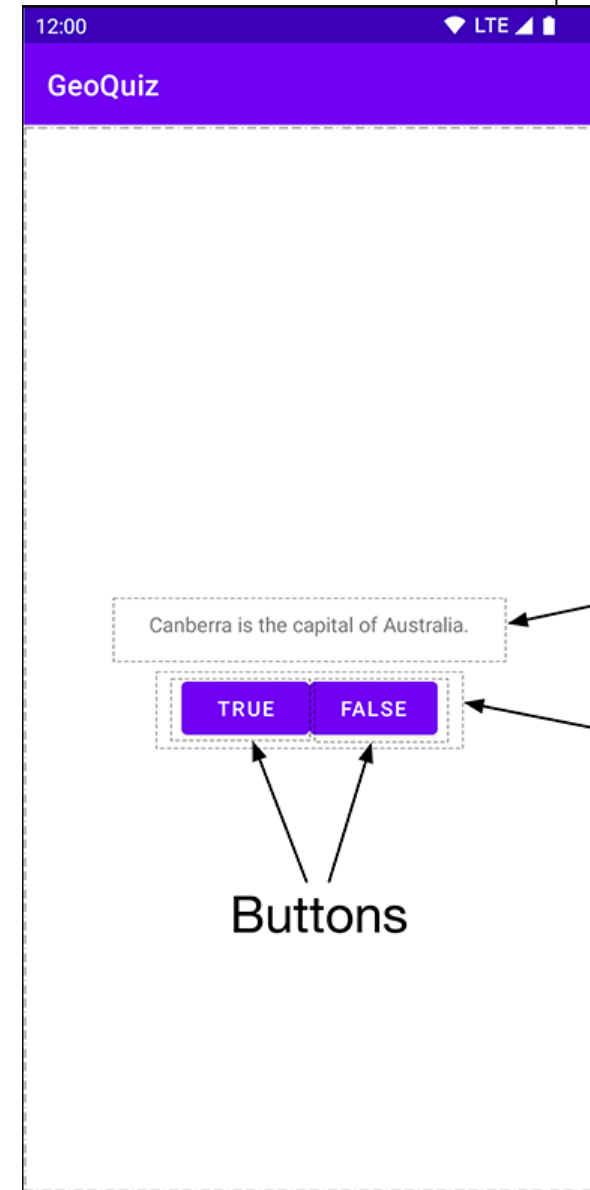 12:00 LTE
GeoQuiz
Canberra is the capital of Australia.
TRUE FALSE
Buttons